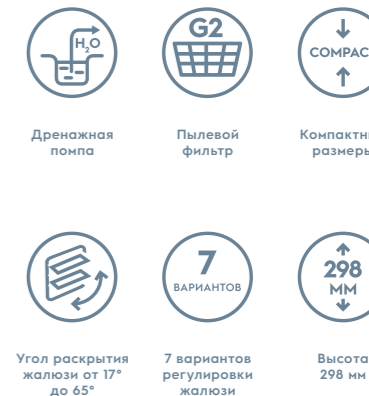 H₂O
G2
COMPAC
Дренажная
помпа
Пылевой
фильтр
размеры
7
ВАРИАНТОВ
298
ММ
Угол раскрытия
жалюзи от 17°
до 65°
7 вариантов
регулировки
жалюзи
Высота
298 мм